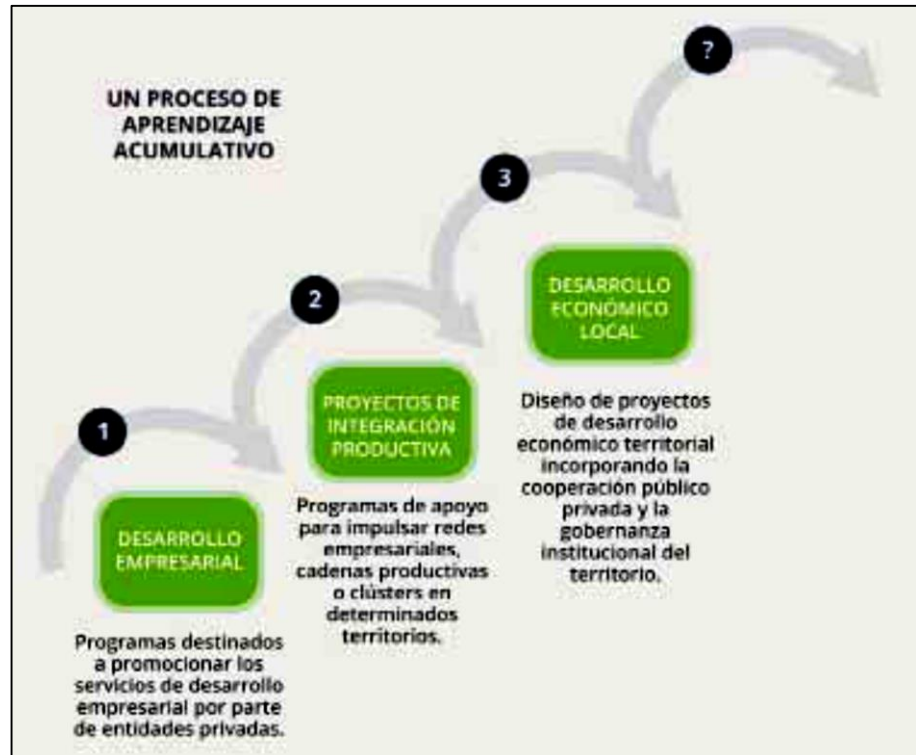 UN PROCESO DE
APRENDIZAJE
ACUMULATIVO
1
DESARROLLO
EMPRESARIAL
Programas destinados
a promocionar los
servicios de desarrollo
empresarial por parte
de entidades privadas.
2
PROYECTOS DE
INTEGRACIÓN
PRODUCTIVA
Programas de apoyo
para impulsar redes
empresariales,
cadenas productivas
o clústers en
determinados
territorios.
3
DESARROLLO
ECONÓMICO
LOCAL
Diseño de proyectos
de desarrollo
económico territorial
incorporando la
cooperación público
privada y la
gobernanza
institucional del
territorio.
?